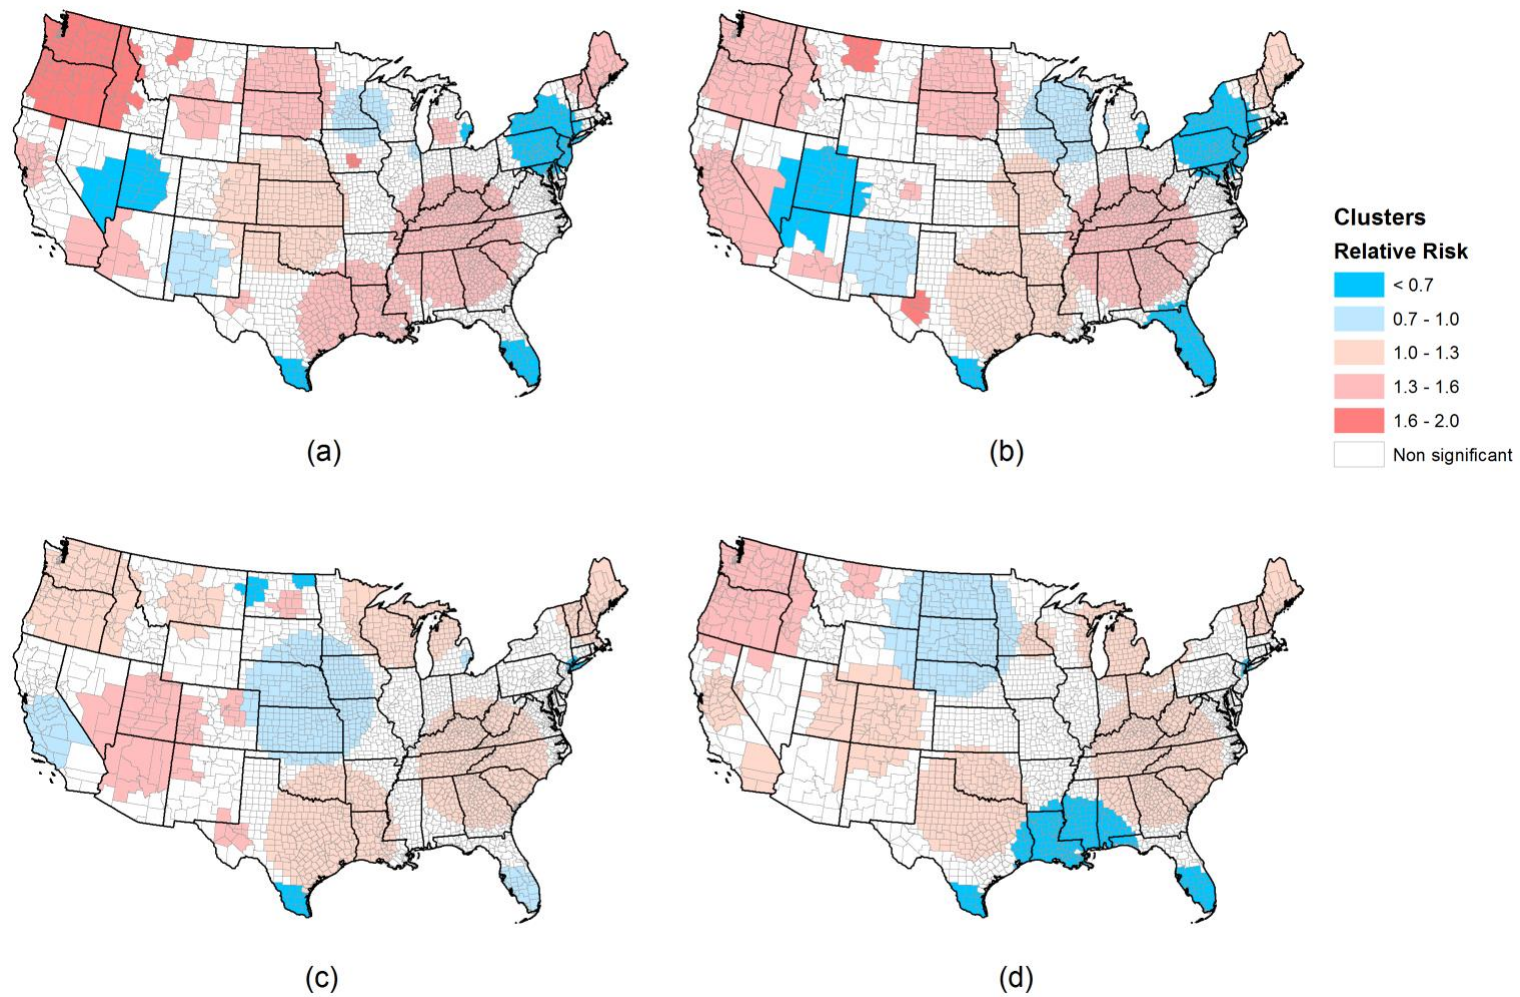 (a)
(b)
Clusters
Relative Risk
< 0.7
0.7 - 1.0
1.0 - 1.3
1.3 - 1.6
1.6 - 2.0
Non significant
(c)
(d)